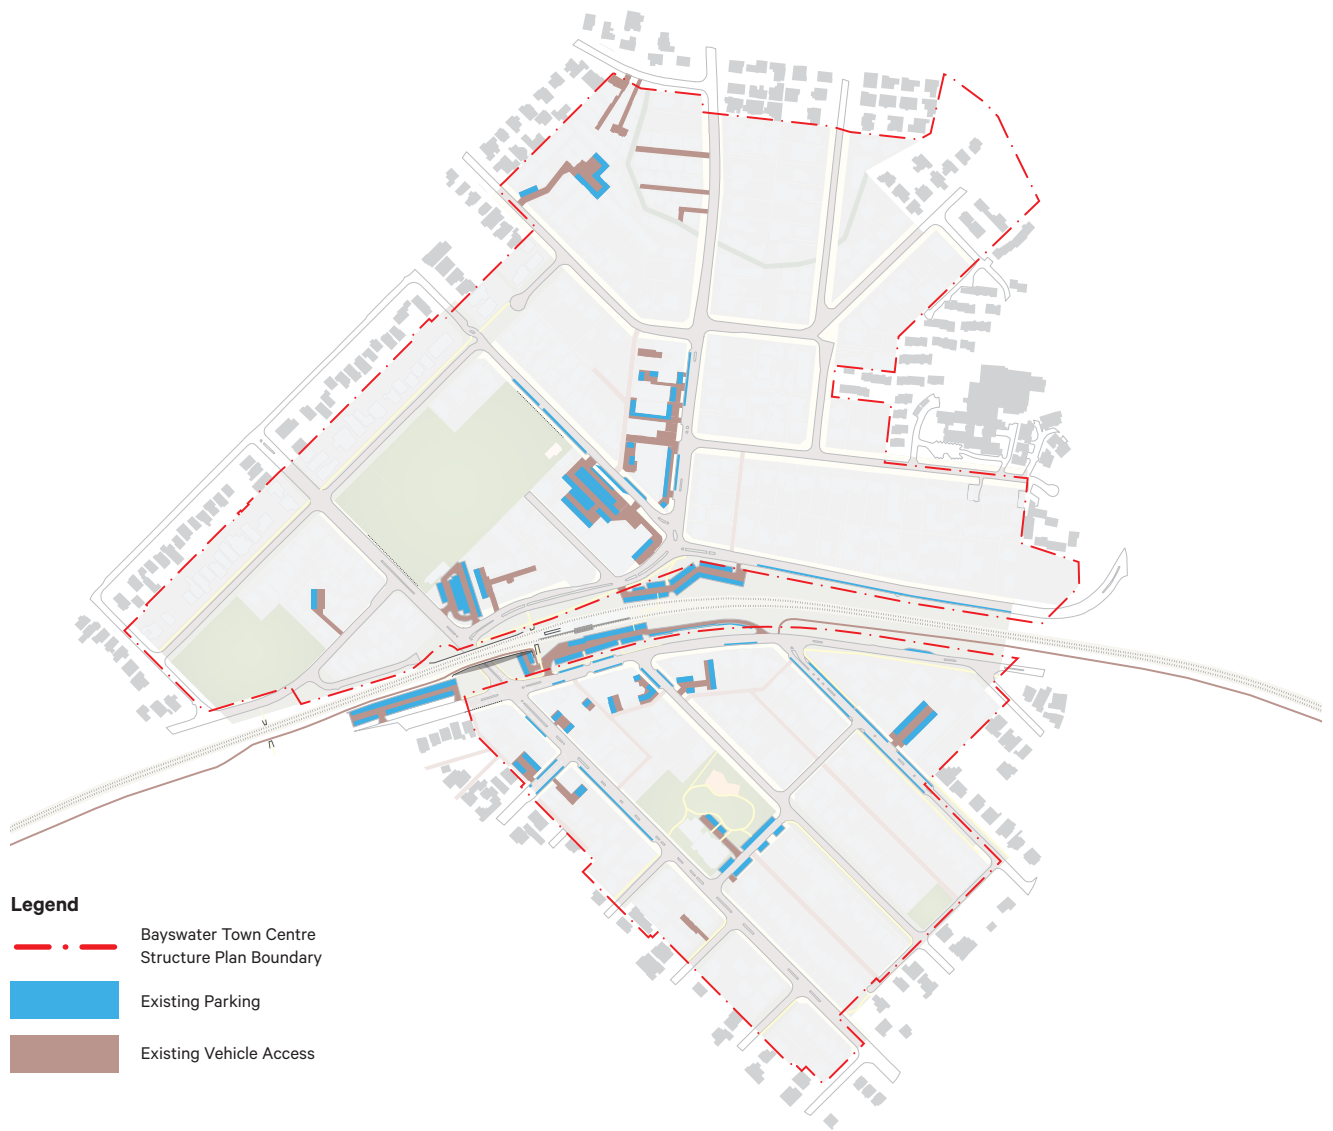 Legend
Bayswater Town Centre
Structure Plan Boundary
Existing Parking
Existing Vehicle Access